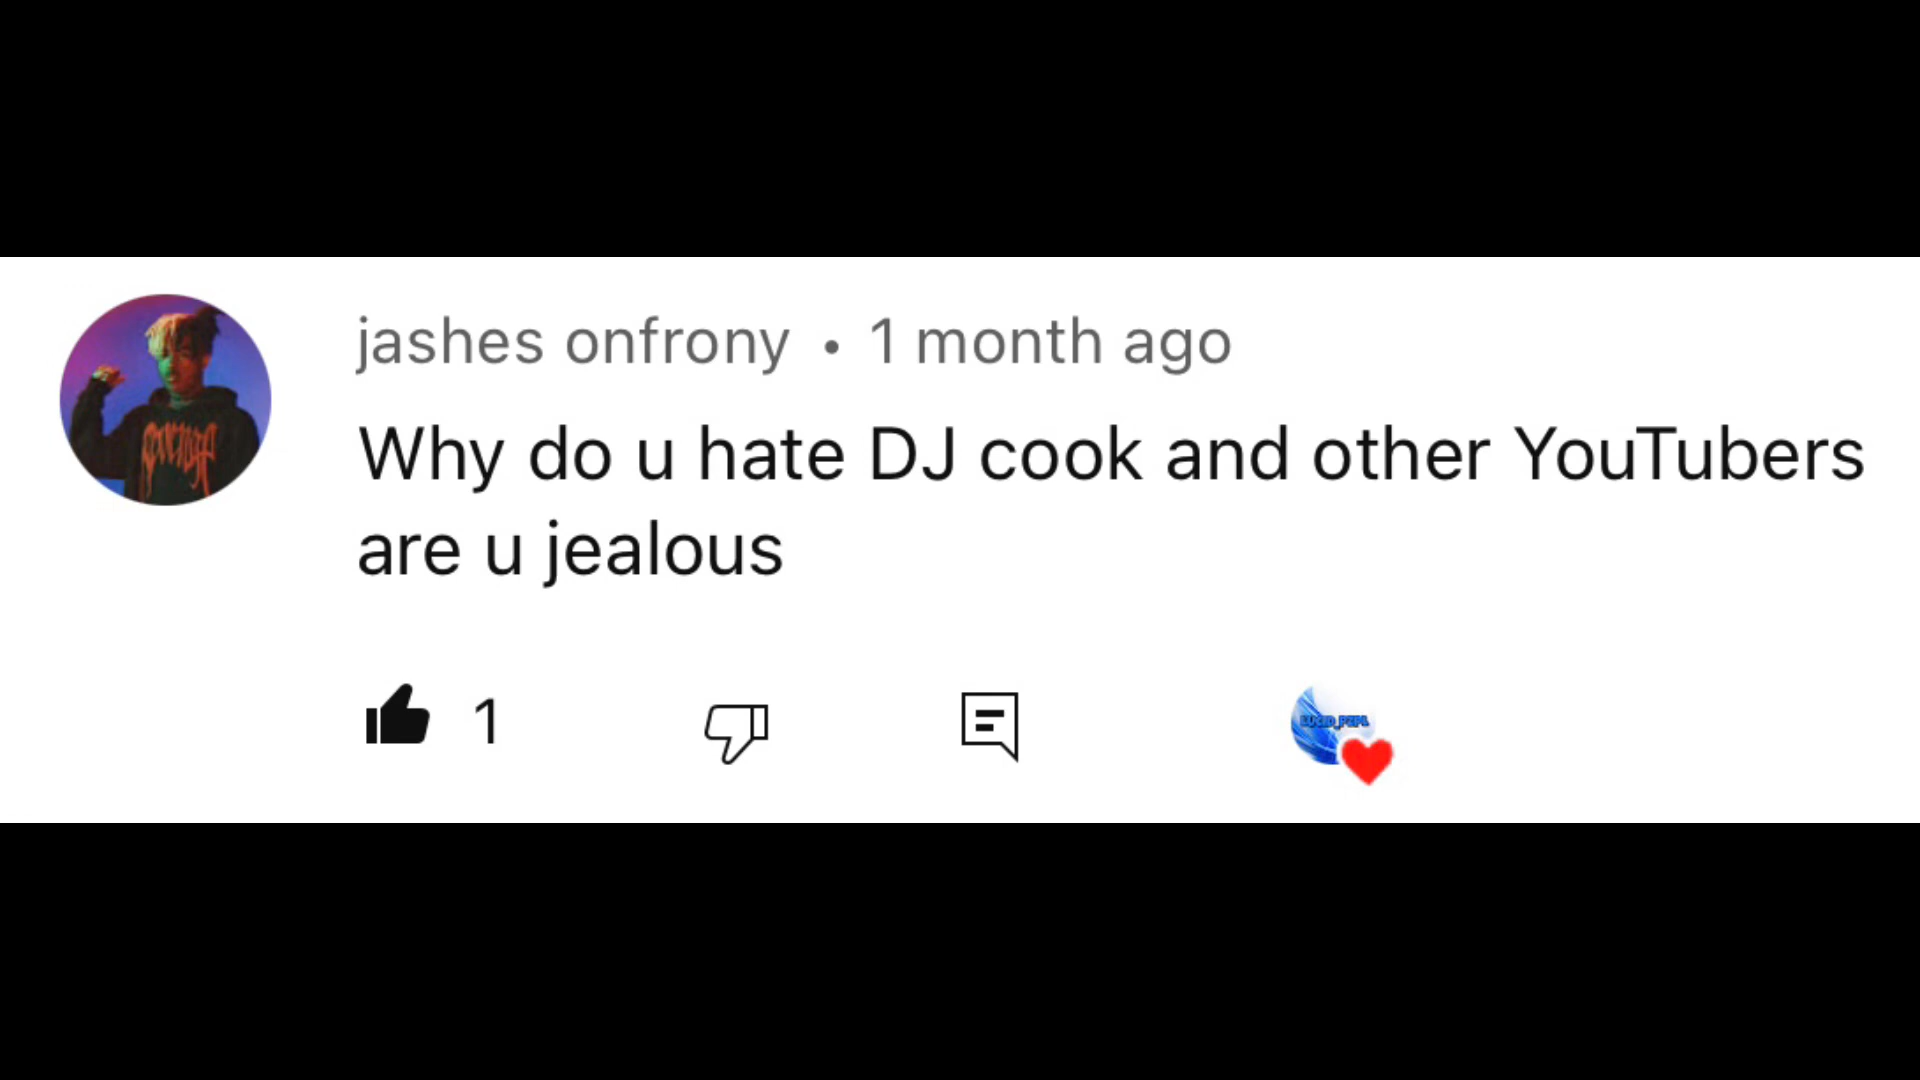 jashes onfrony • 1 month ago
Why do u hate DJ cook and other YouTubers
are u jealous
1